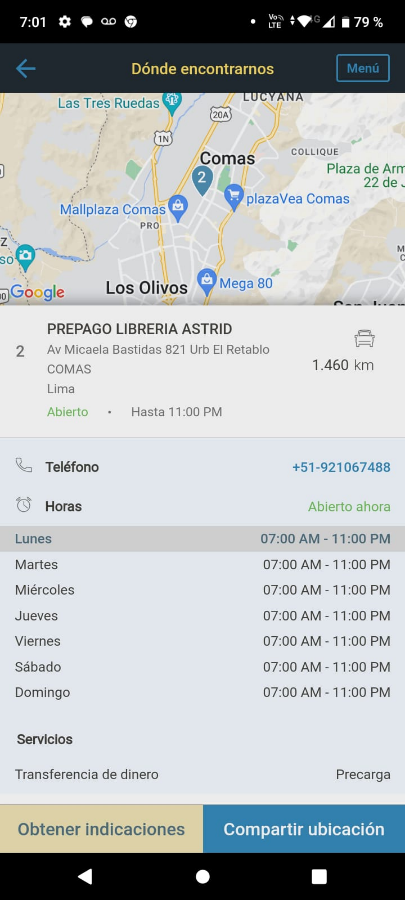 7:01
Vo
LTE
4G
79 %
Dónde encontrarnos
Menú
LUCYANA
Las Tres Ruedas
20A
1N
COLLIQUE
Comas
Plaza de Arm
22 de J
2
plazaVea Comas
Mallplaza Comas
PRO
z
so
Los Olivos
Mega 80
Google
PREPAGO LIBRERIA ASTRID
2
Av Micaela Bastidas 821 Urb El Retablo
COMAS
1.460 km
Lima
Abierto • Hasta 11:00 PM
Teléfono +51-921067488
Horas Abierto ahora
Lunes 07:00 AM - 11:00 PM
Martes 07:00 AM - 11:00 PM
Miércoles 07:00 AM - 11:00 PM
Jueves 07:00 AM - 11:00 PM
Viernes 07:00 AM - 11:00 PM
Sábado 07:00 AM - 11:00 PM
Domingo 07:00 AM - 11:00 PM
Servicios
Transferencia de dinero Precarga
Obtener indicaciones Compartir ubicación